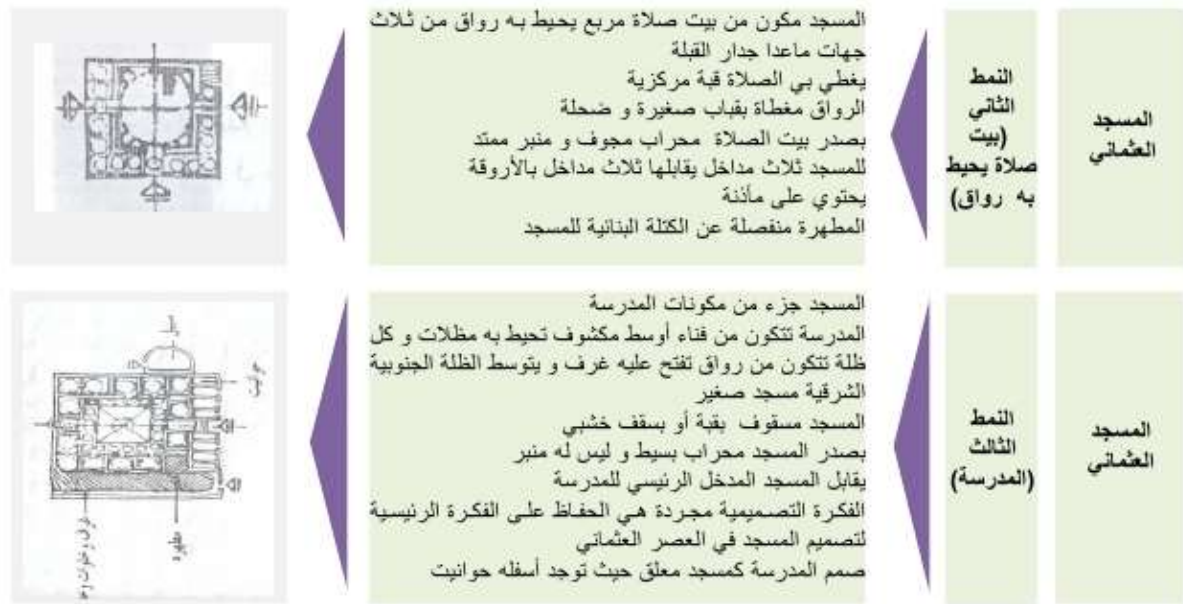 المسجد العثماني
النمط الثاني (بيت صلاة يحيط به رواق)
المسجد مكون من بيت صلاة مربع يحيط به رواق من ثلاث
جهات ماعدا جدار القبلة
يغطي بي الصلاة قبة مركزية
الرواق مغطاة بقباب صغيرة و ضحلة
بصدر بيت الصلاة محراب مجوف و منبر ممتد
للمسجد ثلاث مداخل يقابلها ثلاث مداخل بالأروقة
يحتوي على مأذنة
المطهرة منفصلة عن الكتلة البنائية للمسجد
المسجد العثماني
النمط الثالث (المدرسة)
المسجد جزء من مكونات المدرسة
المدرسة تتكون من فناء أوسط مكشوف تحيط به مظلات و كل
ظلة تتكون من رواق تفتح عليه غرف و يتوسط الظلة الجنوبية
الشرقية مسجد صغير
المسجد مسقوف بقبة أو بسقف خشبي
بصدر المسجد محراب بسيط و ليس له منبر
يقابل المسجد المدخل الرئيسي للمدرسة
الفكرة التصميمية مجردة هي الحفاظ على الفكرة الرئيسية
لتصميم المسجد في العصر العثماني
صمم المدرسة كمسجد معلق حيث توجد أسفله حوانيت
حوانيت
مطهرة